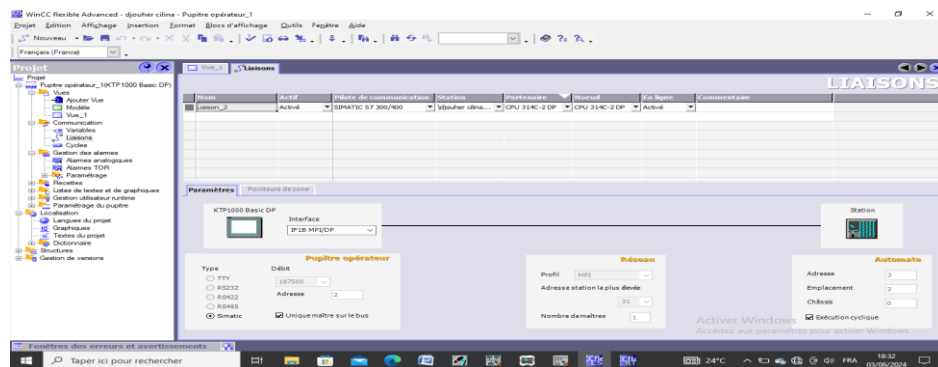 WinCC flexible Advanced - djouher cilina - Pupitre opérateur_1
Projet Edition Affichage Insertion Format Blocs d'affichage Outils Fenêtre Aide
Nouveau
Français (France)
Projet
Vue_1 Liaisons
LIAISONS
Projet
Pupitre opérateur_1(KTP1000 Basic DP)
Vues
Ajouter Vue
Modèle
Vue_1
Communication
Variables
Liaisons
Cycles
Gestion des alarmes
Alarmes analogiques
Alarmes TOR
Paramétrage
Recettes
Listes de textes et de graphiques
Gestion utilisateur runtime
Paramétrage du pupitre
Localisation
Langues du projet
Graphiques
Textes du projet
Dictionnaire
Structures
Gestion de versions
Nom Actif Pilote de communication Station Partenaire Noeud En ligne Commentaire
Liaison_2 Activé SIMATIC S7 300/400 \djouher cilina... CPU 314C-2 DP CPU 314C-2 DP Activé
Paramètres Pointeurs de zone
KTP1000 Basic DP
Interface
IF1B MPI/DP
Station
Pupitre opérateur
Type Débit
TTY
RS232
RS422
RS485
Simatic
187500
Adresse 2
Unique maître sur le bus
Réseau
Profil MPI
Adresse station la plus élevée
31
Nombre de maîtres 1
Automate
Adresse 3
Emplacement 2
Châssis 0
Exécution cyclique
Activer Windows
Accédez aux paramètres pour activer Windows.
Fenêtres des erreurs et avertissements
Taper ici pour rechercher
24°C
FRA
18:32
03/06/2024